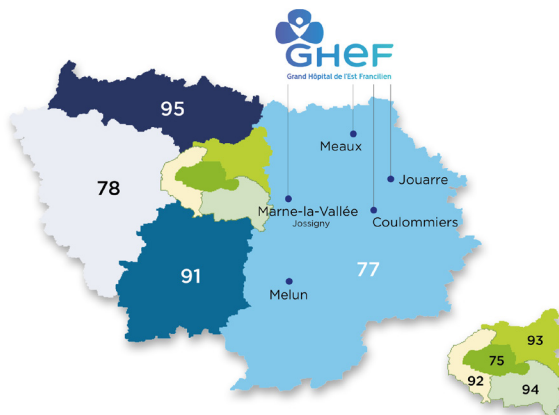 GHEF
Grand Hôpital de l'Est Francilien
95
Meaux
78
Jouarre
Marne-la-Vallée
Jossigny
Coulommiers
91
77
Melun
93
75
92
94